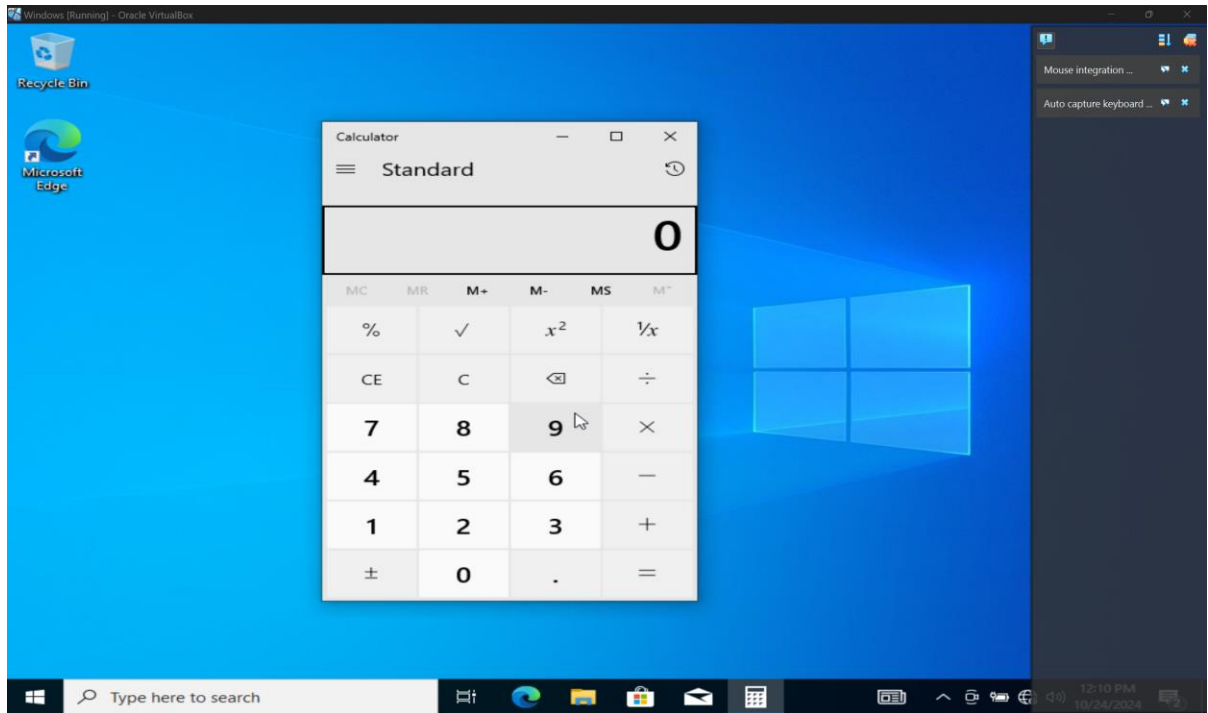 Windows [Running] - Oracle VirtualBox
Recycle Bin
Microsoft
Edge
Mouse integration ...
Auto capture keyboard ...
Calculator
Standard
0
MC MR M+ M- MS M˅
% √ x² ¹/x
CE C ÷
7 8 9 ×
4 5 6 −
1 2 3 +
± 0 . =
Type here to search
12:10 PM
10/24/2024
2